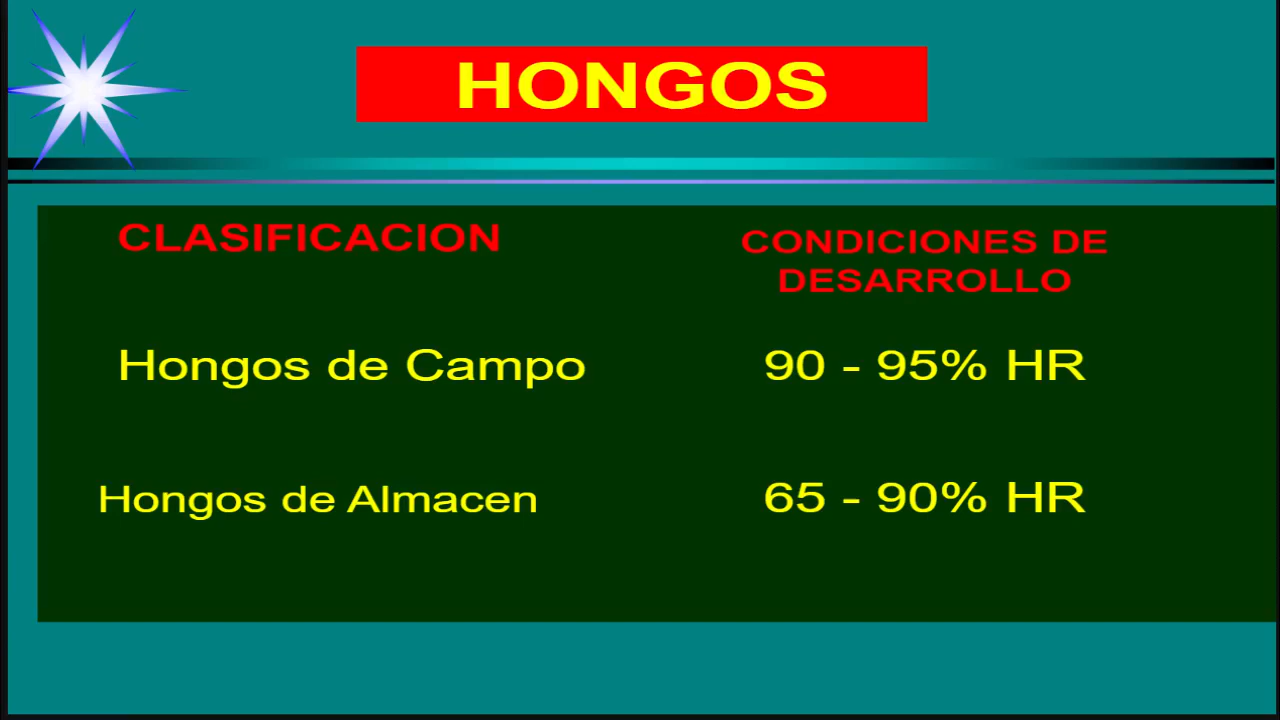 HONGOS
CLASIFICACION
CONDICIONES DE
DESARROLLO
Hongos de Campo
90 - 95% HR
Hongos de Almacen
65 - 90% HR